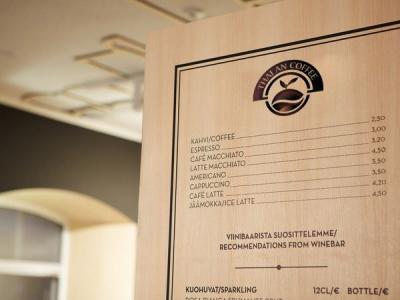 COFFEE
KAHVI/COFFEE 2,50
ESPRESSO 3,00
CAFÉ MACCHIATO 3,20
LATTE MACCHIATO 4,50
AMERICANO 3,50
CAPPUCCINO 3,50
CAFÉ LATTE 4,20
JÄÄMOKKA/ICE LATTE 4,50
VIINIBAARISTA SUOSITTELEMME/
RECOMMENDATIONS FROM WINEBAR
KUOHUVAT/SPARKLING 12CL/€ BOTTLE/€